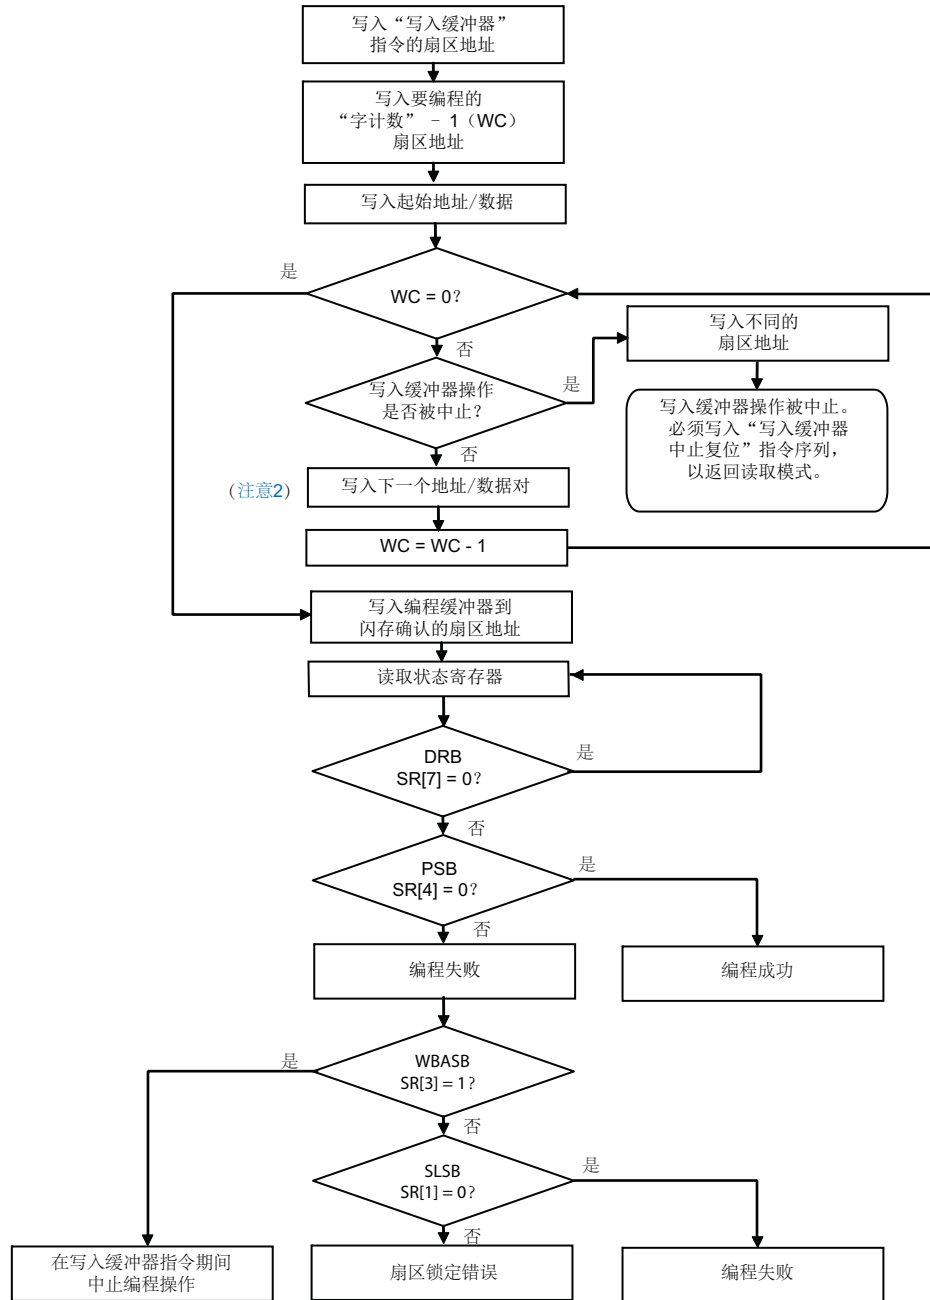 写入“写入缓冲器”
指令的扇区地址
写入要编程的
“字计数” - 1（WC）
扇区地址
写入起始地址/数据
是
WC = 0？
否
写入不同的
扇区地址
写入缓冲器操作
是否被中止？
是
写入缓冲器操作被中止。
必须写入“写入缓冲器
中止复位”指令序列，
以返回读取模式。
否
（注意2）
写入下一个地址/数据对
WC = WC - 1
写入编程缓冲器到
闪存确认的扇区地址
读取状态寄存器
DRB
SR[7] = 0？
是
否
PSB
SR[4] = 0？
是
否
编程失败
编程成功
是
WBASB
SR[3] = 1？
否
SLSB
SR[1] = 0？
是
否
在写入缓冲器指令期间
中止编程操作
扇区锁定错误
编程失败